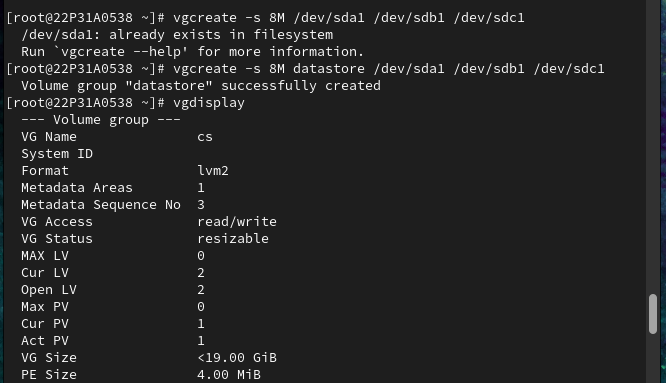 [root@22P31A0538 ~]# vgcreate -s 8M /dev/sda1 /dev/sdb1 /dev/sdc1
  /dev/sda1: already exists in filesystem
  Run `vgcreate --help' for more information.
[root@22P31A0538 ~]# vgcreate -s 8M datastore /dev/sda1 /dev/sdb1 /dev/sdc1
  Volume group "datastore" successfully created
[root@22P31A0538 ~]# vgdisplay
  --- Volume group ---
  VG Name               cs
  System ID
  Format                lvm2
  Metadata Areas        1
  Metadata Sequence No  3
  VG Access             read/write
  VG Status             resizable
  MAX LV                0
  Cur LV                2
  Open LV               2
  Max PV                0
  Cur PV                1
  Act PV                1
  VG Size               <19.00 GiB
  PE Size               4.00 MiB